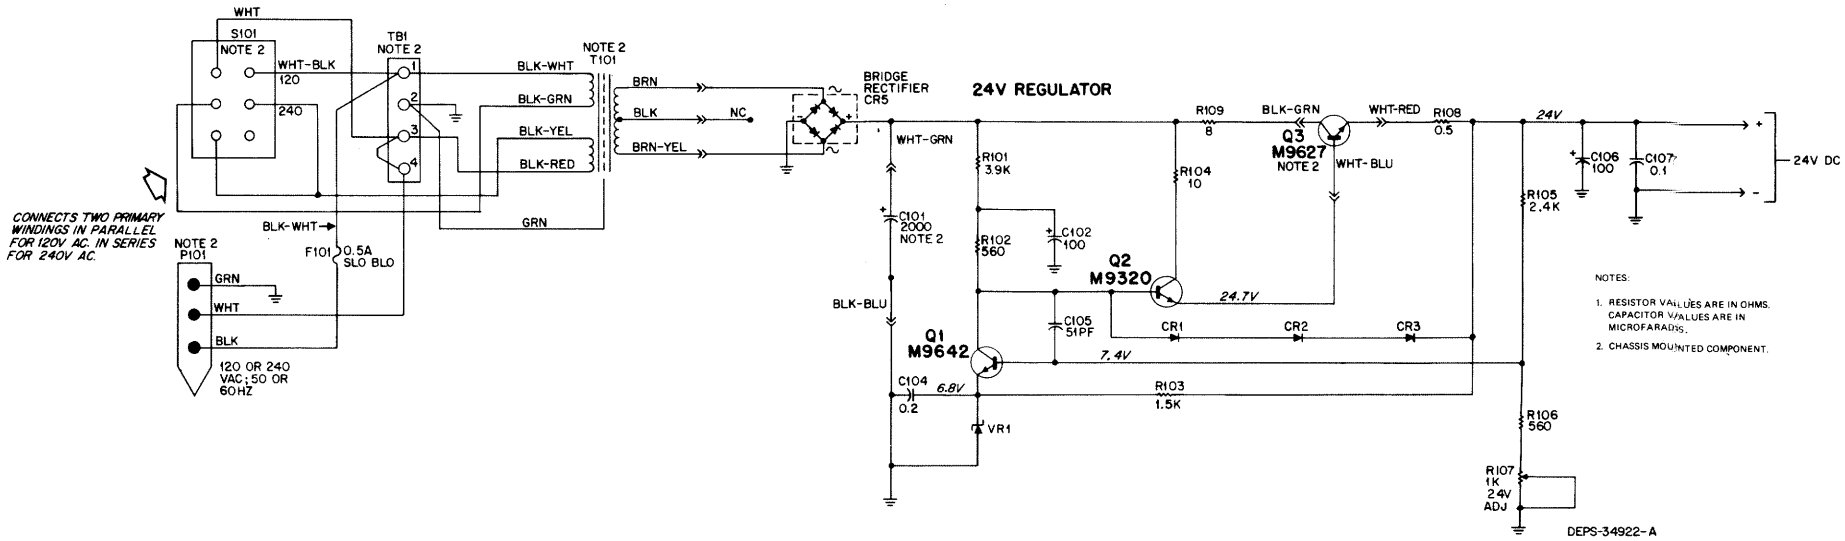 WHT
S101
NOTE 2
WHT-BLK
120
240
TB1
NOTE 2
1
2
3
4
BLK-WHT
BLK-GRN
BLK-YEL
BLK-RED
GRN
NOTE 2
T101
BRN
BLK
NC
BRN-YEL
BRIDGE
RECTIFIER
CR5
-
+
24V REGULATOR
CONNECTS TWO PRIMARY
WINDINGS IN PARALLEL
FOR 120V AC. IN SERIES
FOR 240V AC.
BLK-WHT
F101
0.5A
SLO BLO
NOTE 2
P101
GRN
WHT
BLK
120 OR 240
VAC; 50 OR
60HZ
WHT-GRN
+
C101
2000
NOTE 2
BLK-BLU
R101
3.9K
R102
560
+
C102
100
R104
10
R109
8
BLK-GRN
WHT-RED
Q3
M9627
NOTE 2
WHT-BLU
R108
0.5
24V
Q2
M9320
24.7V
C105
51PF
CR1
CR2
CR3
Q1
M9642
7.4V
C104
0.2
6.8V
R103
1.5K
VR1
R105
2.4K
+
C106
100
C107
0.1
+
-
24V DC
R106
560
R107
1K
24V
ADJ
NOTES:
1. RESISTOR VALUES ARE IN OHMS.
CAPACITOR VALUES ARE IN
MICROFARADS.
2. CHASSIS MOUNTED COMPONENT.
DEPS-34922-A